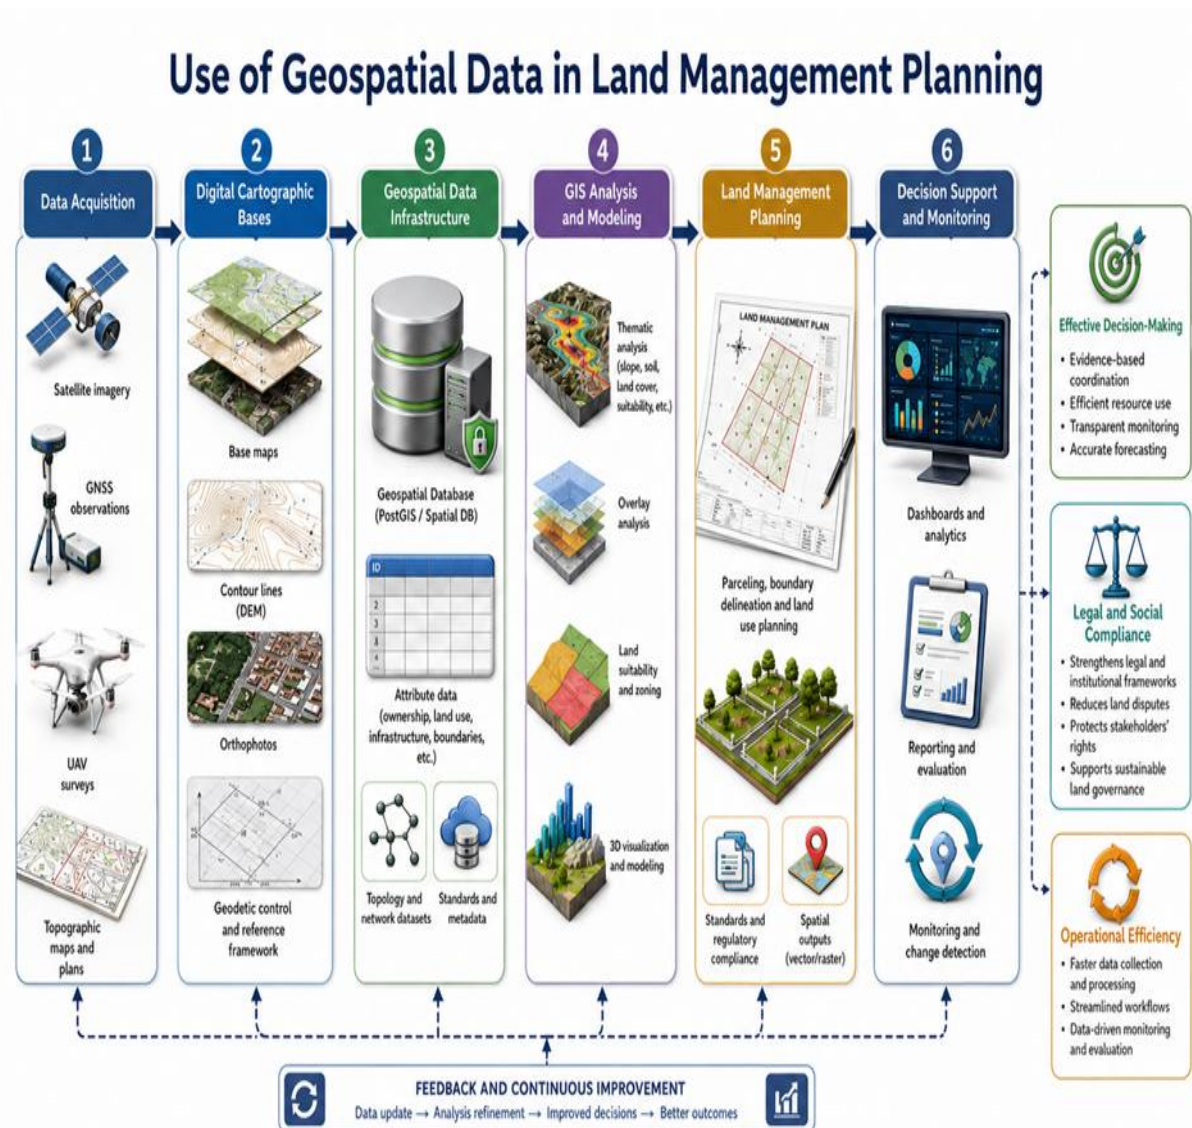 Use of Geospatial Data in Land Management Planning
1
Data Acquisition
Satellite imagery
GNSS
observations
UAV
surveys
Topographic
maps and
plans
2
Digital Cartographic
Bases
Base maps
Contour lines
(DEM)
Orthophotos
Geodetic control
and reference
framework
3
Geospatial Data
Infrastructure
Geospatial Database
(PostGIS / Spatial DB)
ID
2
3
4
Attribute data
(ownership, land use,
infrastructure, boundaries,
etc.)
Topology and
network datasets
Standards and
metadata
4
GIS Analysis
and Modeling
Thematic
analysis
(slope, soil,
land cover,
suitability, etc.)
Overlay
analysis
Land
suitability
and zoning
3D visualization
and modeling
5
Land Management
Planning
LAND MANAGEMENT PLAN
Parceling, boundary
delineation and land
use planning
Standards and
regulatory
compliance
Spatial
outputs
(vector/raster)
6
Decision Support
and Monitoring
Dashboards and
analytics
Reporting and
evaluation
Monitoring and
change detection
Effective Decision-Making
• Evidence-based
coordination
• Efficient resource use
• Transparent monitoring
• Accurate forecasting
Legal and Social
Compliance
• Strengthens legal and
institutional frameworks
• Reduces land disputes
• Protects stakeholders'
rights
• Supports sustainable
land governance
Operational Efficiency
• Faster data collection
and processing
• Streamlined workflows
• Data-driven monitoring
and evaluation
FEEDBACK AND CONTINUOUS IMPROVEMENT
Data update → Analysis refinement → Improved decisions → Better outcomes